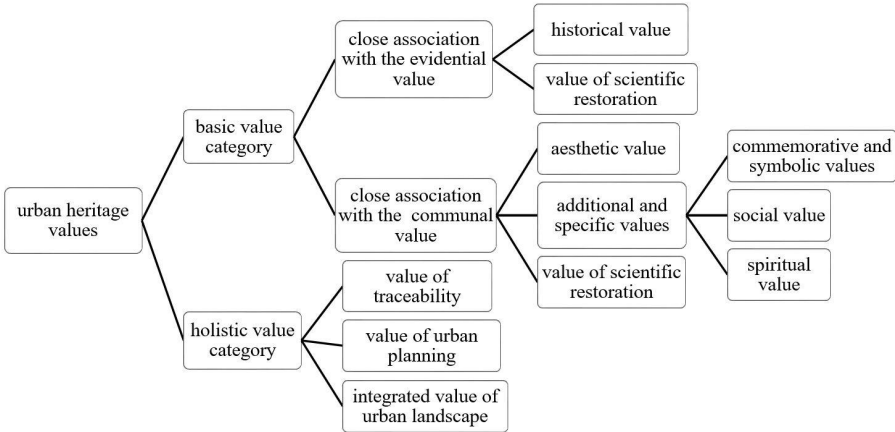 urban heritage
values
basic value
category
holistic value
category
close association
with the evidential
value
close association
with the communal
value
value of
traceability
value of urban
planning
integrated value of
urban landscape
historical value
value of scientific
restoration
aesthetic value
additional and
specific values
value of scientific
restoration
commemorative and
symbolic values
social value
spiritual
value